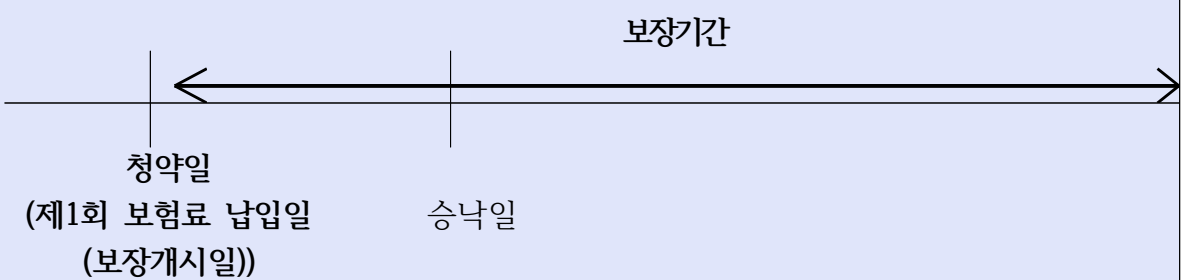 보장기간
청약일
(제1회 보험료 납입일
(보장개시일))
승낙일